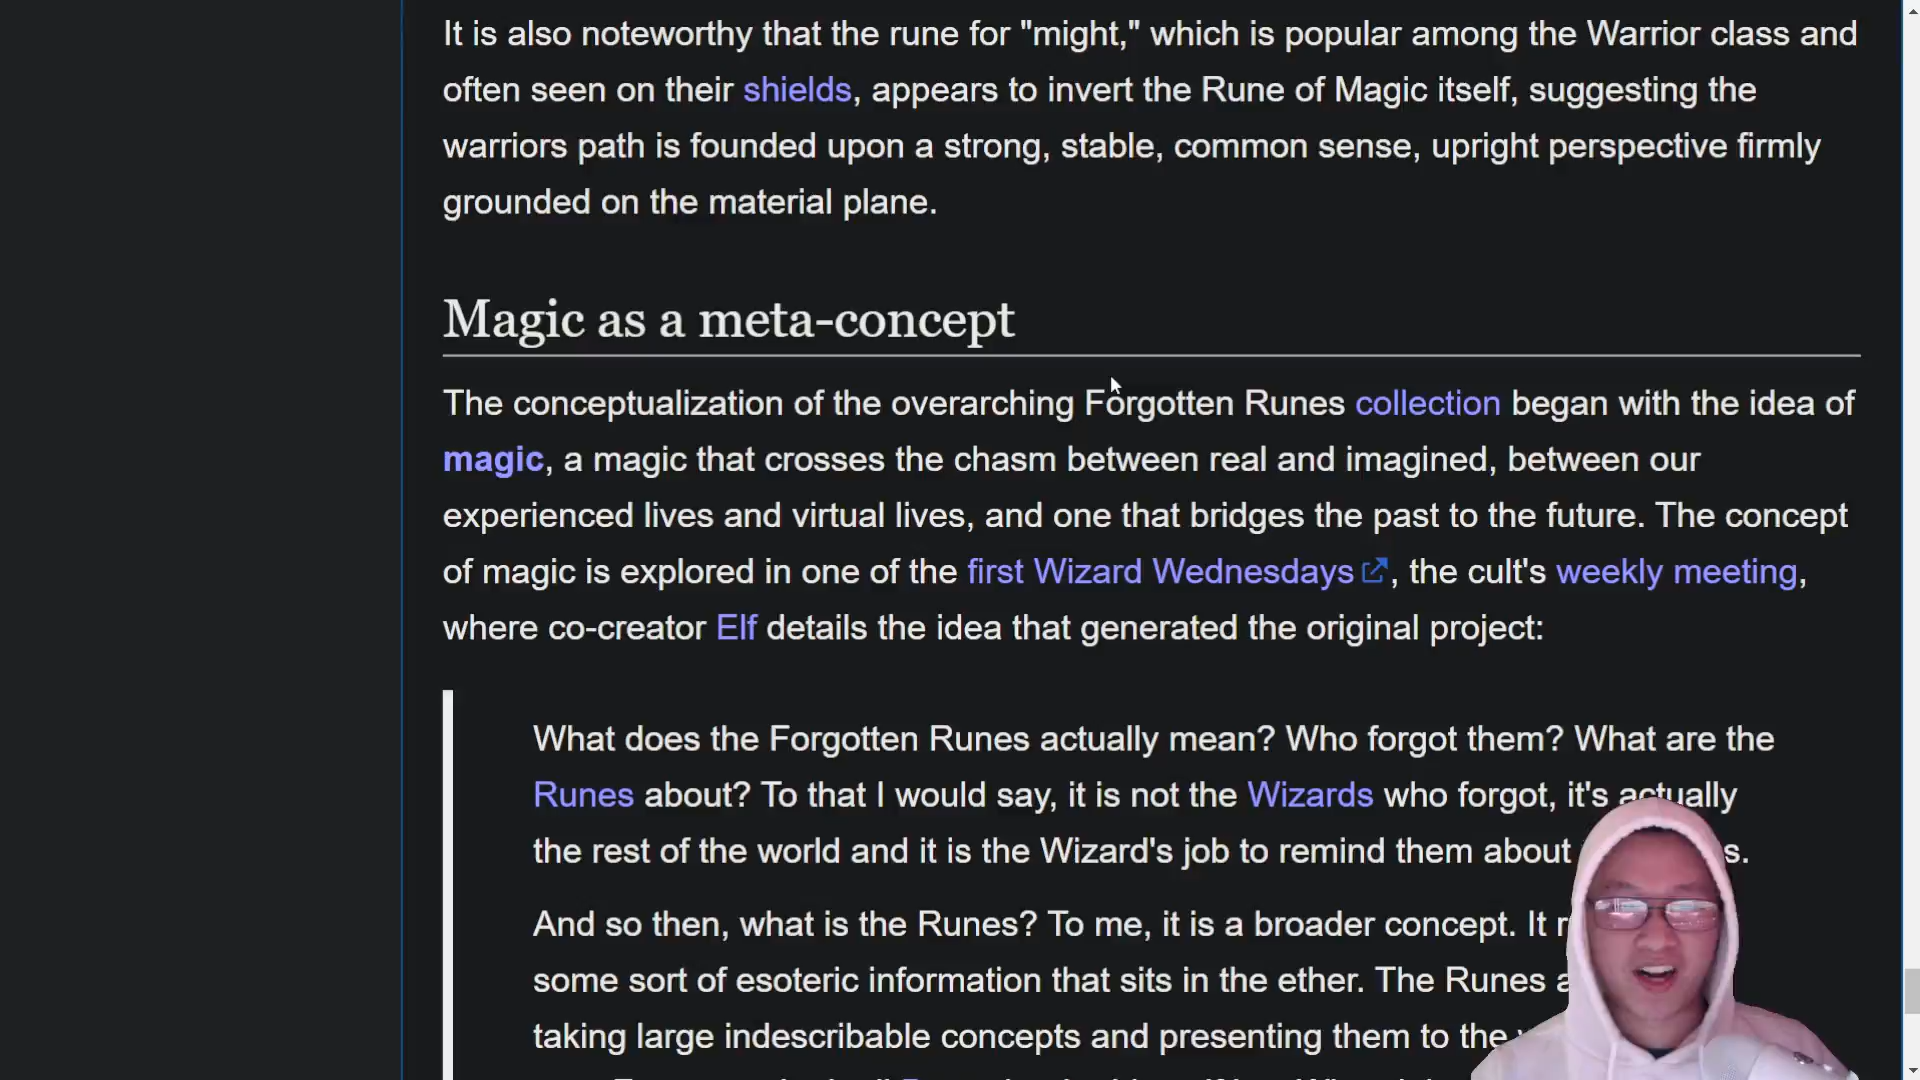 It is also noteworthy that the rune for "might," which is popular among the Warrior class and
often seen on their shields, appears to invert the Rune of Magic itself, suggesting the
warriors path is founded upon a strong, stable, common sense, upright perspective firmly
grounded on the material plane.
Magic as a meta-concept
The conceptualization of the overarching Forgotten Runes collection began with the idea of
magic, a magic that crosses the chasm between real and imagined, between our
experienced lives and virtual lives, and one that bridges the past to the future. The concept
of magic is explored in one of the first Wizard Wednesdays, the cult's weekly meeting,
where co-creator Elf details the idea that generated the original project:
What does the Forgotten Runes actually mean? Who forgot them? What are the
Runes about? To that I would say, it is not the Wizards who forgot, it's actually
the rest of the world and it is the Wizard's job to remind them about
And so then, what is the Runes? To me, it is a broader concept. It
some sort of esoteric information that sits in the ether. The Runes
taking large indescribable concepts and presenting them to the